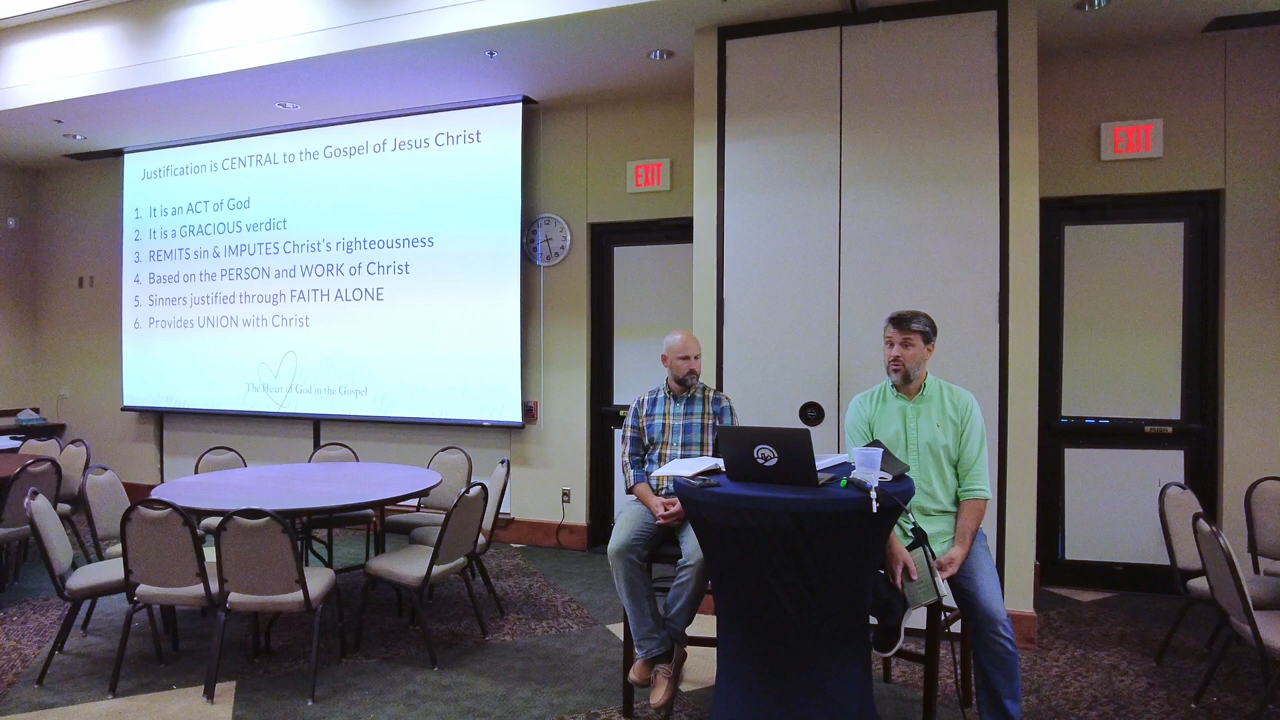 Justification is CENTRAL to the Gospel of Jesus Christ
1. It is an ACT of God
2. It is a GRACIOUS verdict
3. REMITS sin & IMPUTES Christ's righteousness
4. Based on the PERSON and WORK of Christ
5. Sinners justified through FAITH ALONE
6. Provides UNION with Christ
The Heart of God in the Gospel
EXIT
EXIT
PUSH